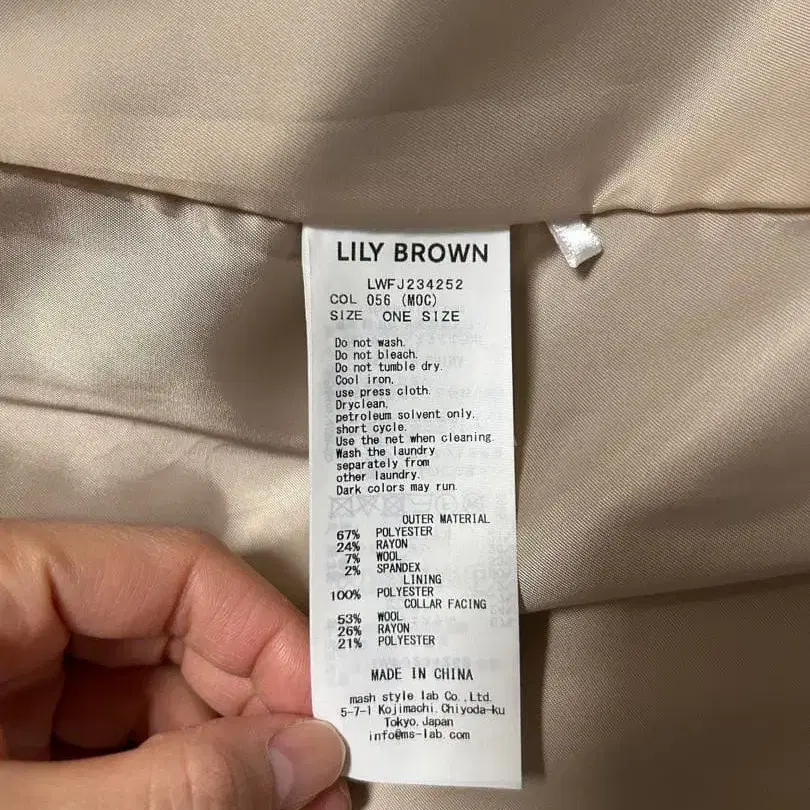 LILY BROWN
LWFJ234252
COL 056 (MOC)
SIZE ONE SIZE
Do not wash.
Do not bleach.
Do not tumble dry.
Cool iron,
use press cloth.
Dryclean,
petroleum solvent only,
short cycle.
Use the net when cleaning.
Wash the laundry
separately from
other laundry.
Dark colors may run.
OUTER MATERIAL
67% POLYESTER
24% RAYON
7% WOOL
2% SPANDEX
LINING
100% POLYESTER
COLLAR FACING
53% WOOL
26% RAYON
21% POLYESTER
MADE IN CHINA
mash style lab Co., Ltd.
5-7-1 Kojimachi, Chiyoda-ku
Tokyo, Japan
info@ms-lab.com